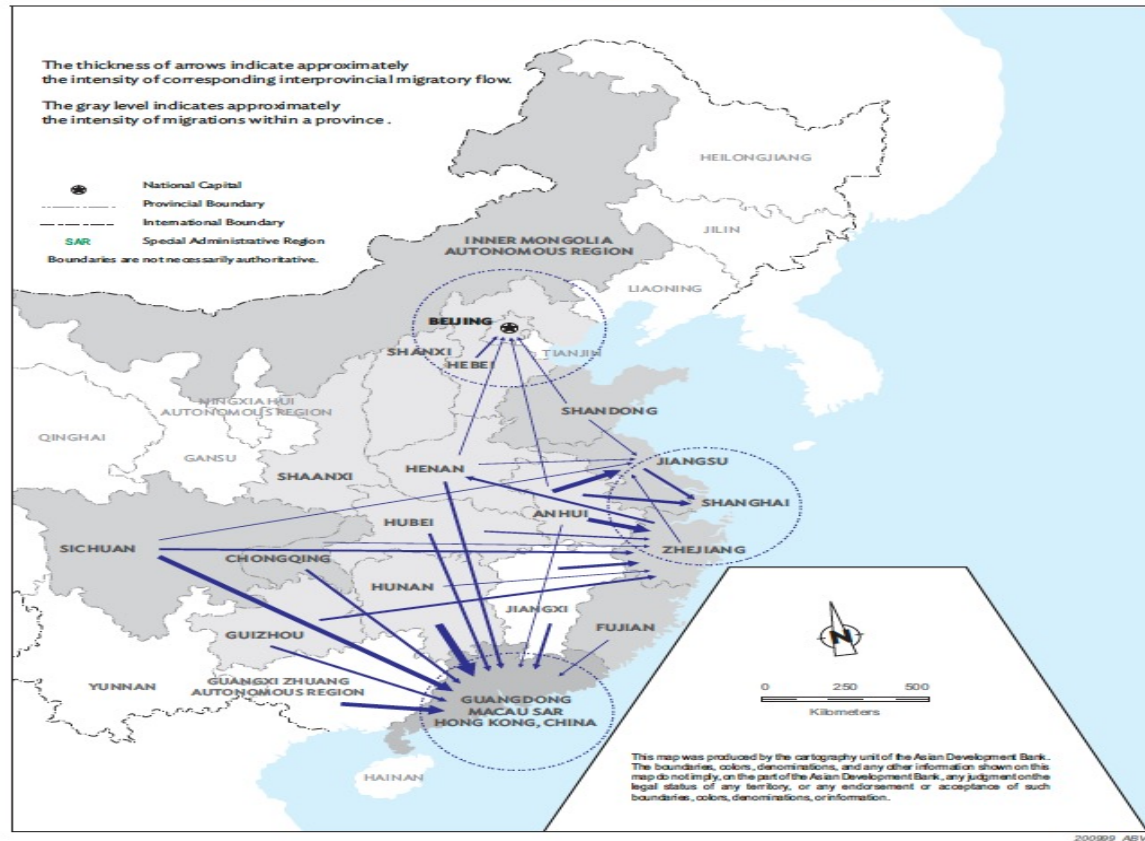 The thickness of arrows indicate approximately
the intensity of corresponding interprovincial migratory flow.
The gray level indicates approximately
the intensity of migrations within a province .
National Capital
Provincial Boundary
International Boundary
SAR Special Administrative Region
Boundaries are not necessarily authoritative.
HEILONGJIANG
JILIN
INNER MONGOLIA
AUTONOMOUS REGION
LIAONING
BEIJING
SHANXI
TIANJIN
HEBEI
NINGXIA HUI
AUTONOMOUS REGION
SHANDONG
QINGHAI
GANSU
JIANGSU
HENAN
SHAANXI
SHANGHAI
ANHUI
HUBEI
SICHUAN
ZHEJIANG
CHONGQING
HUNAN
JIANGXI
FUJIAN
GUIZHOU
YUNNAN
GUANGXI ZHUANG
AUTONOMOUS REGION
GUANGDONG
MACAU SAR
HONG KONG, CHINA
HAINAN
N
0 250 500
Kilometers
This map was produced by the cartography unit of the Asian Development Bank.
The boundaries, colors, denominations, and any other information shown on this
map do not imply, on the part of the Asian Development Bank, any judgment on the
legal status of any territory, or any endorsement or acceptance of such
boundaries, colors, denominations, or information.
200999 ABV